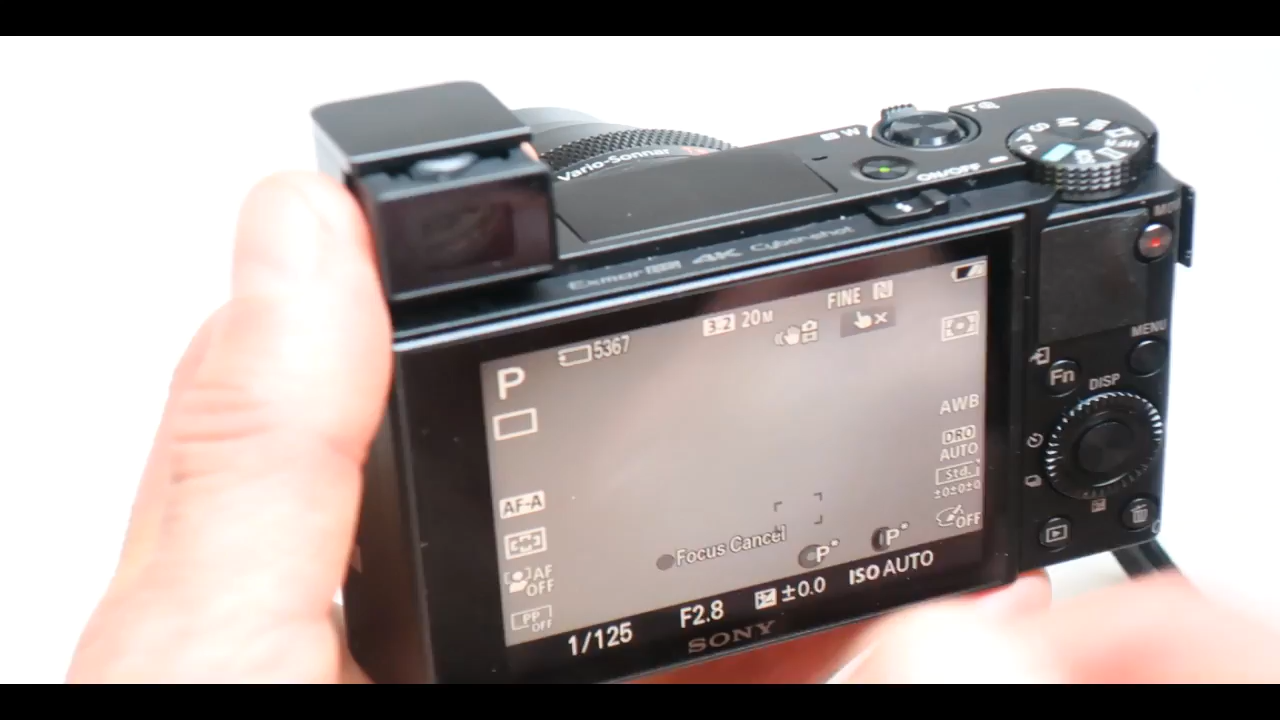 Vario-Sonnar
W
T
ON/OFF
Exmor RS 4K Cyber-shot
MENU
Fn
DISP
P
5367
3:2 20M
FINE N
AF-A
AF
OFF
PP
OFF
AWB
DRO
AUTO
Std.
±0±0±0
OFF
Focus Cancel
P*
P*
1/125 F2.8 ±0.0 ISO AUTO
SONY